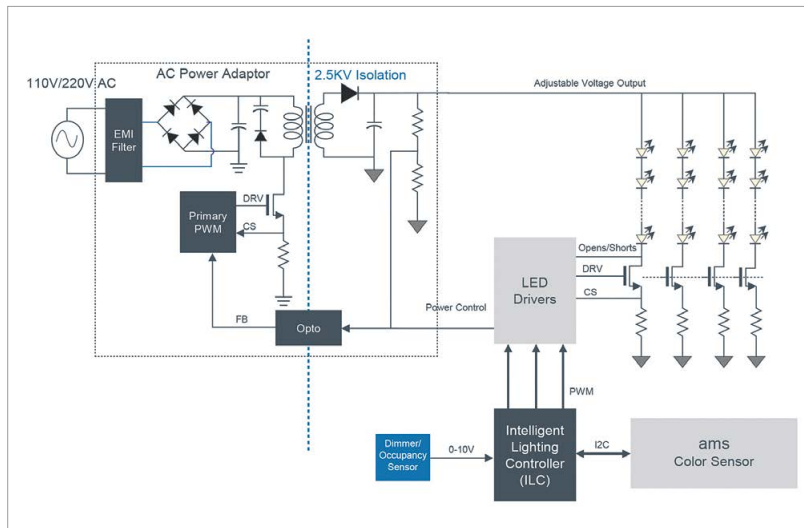 110V/220V AC
AC Power Adaptor
2.5KV Isolation
Adjustable Voltage Output
EMI
Filter
DRV
Primary
PWM
CS
Opens/Shorts
DRV
CS
LED
Drivers
Power Control
FB
Opto
PWM
Dimmer/
Occupancy
Sensor
0-10V
Intelligent
Lighting
Controller
(ILC)
I2C
ams
Color Sensor